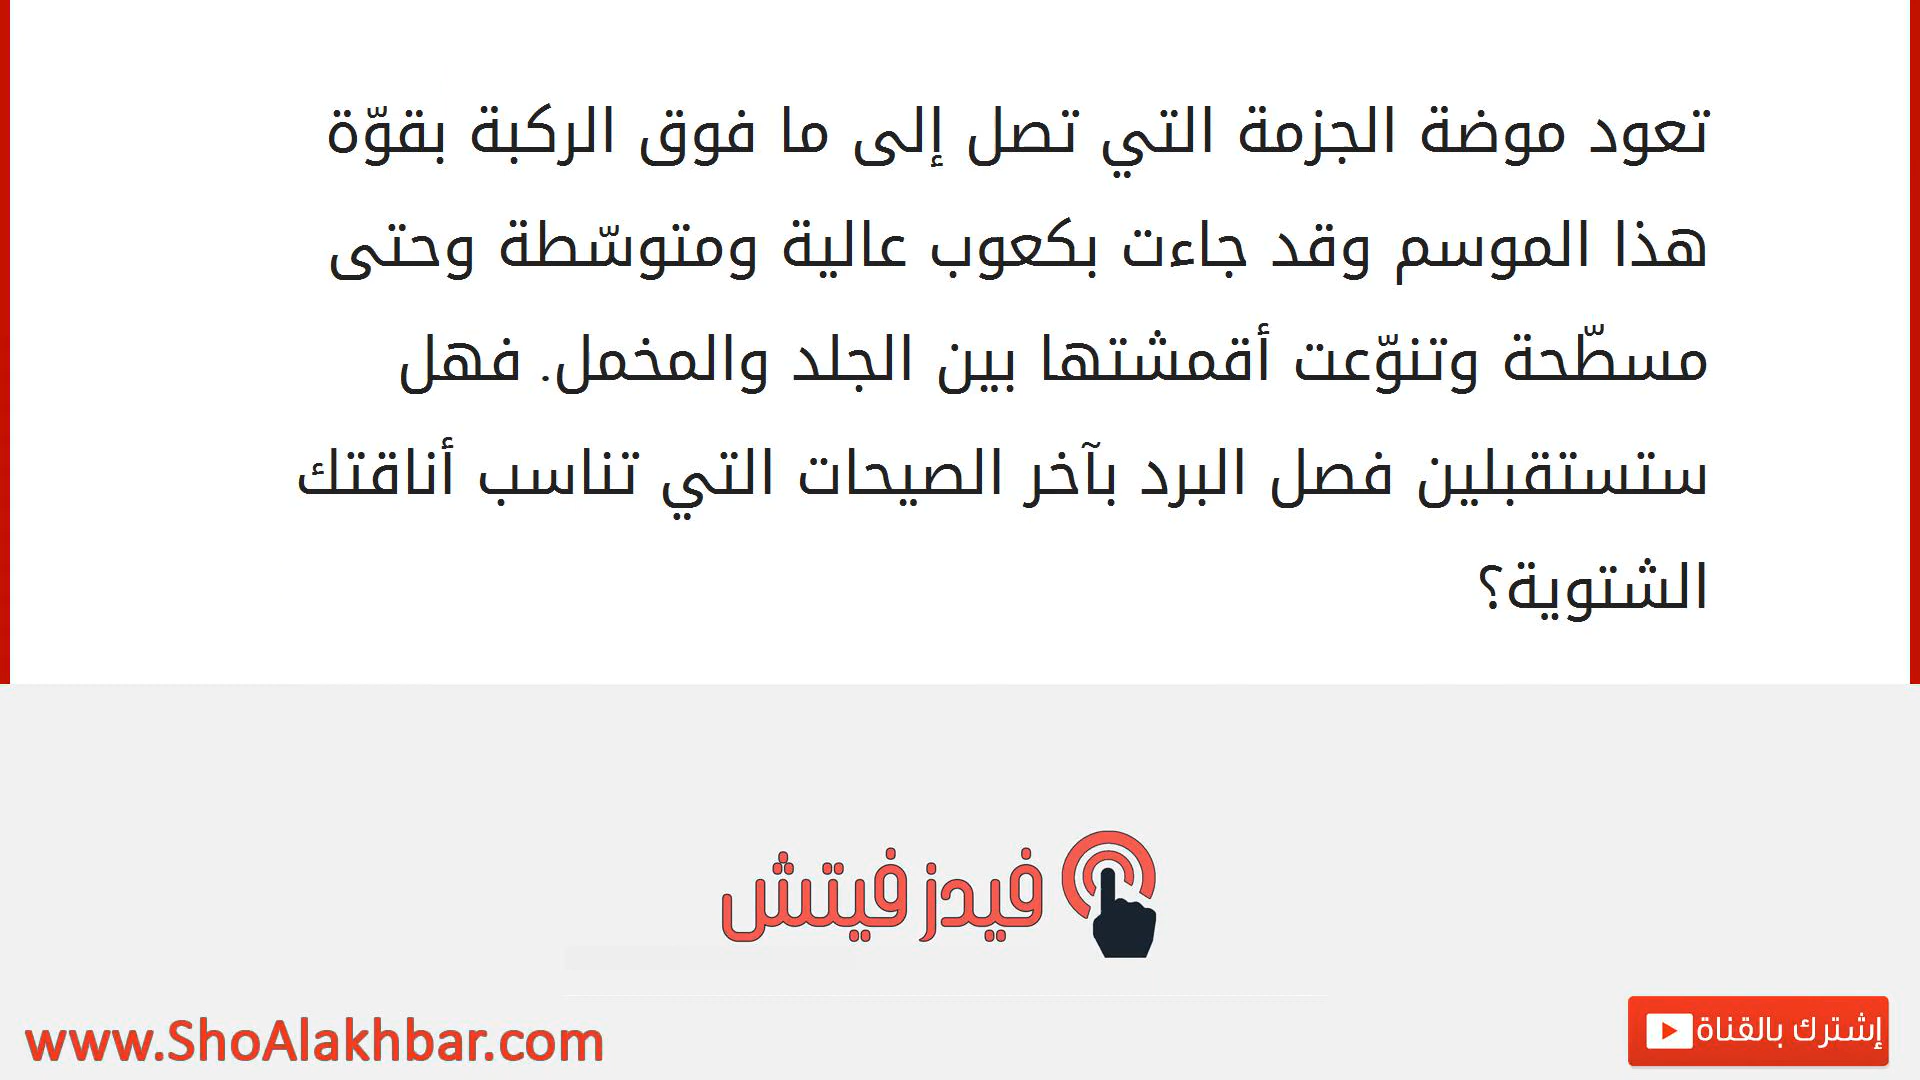 تعود موضة الجزمة التي تصل إلى ما فوق الركبة بقوّة
هذا الموسم وقد جاءت بكعوب عالية ومتوسّطة وحتى
مسطّحة وتنوّعت أقمشتها بين الجلد والمخمل. فهل
ستستقبلين فصل البرد بآخر الصيحات التي تناسب أناقتك
الشتوية؟
فيدز فيتش
www.ShoAlakhbar.com
إشترك بالقناة